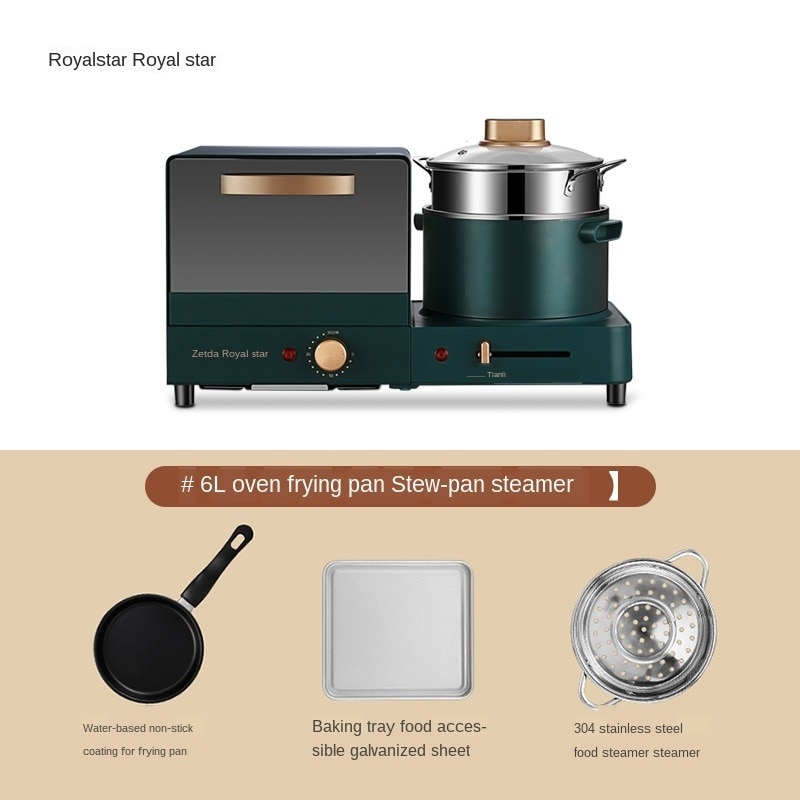 Royalstar Royal star
Zetda Royal star
Tianli
# 6L oven frying pan Stew-pan steamer 】
Water-based non-stick
coating for frying pan
Baking tray food acces-
sible galvanized sheet
304 stainless steel
food steamer steamer